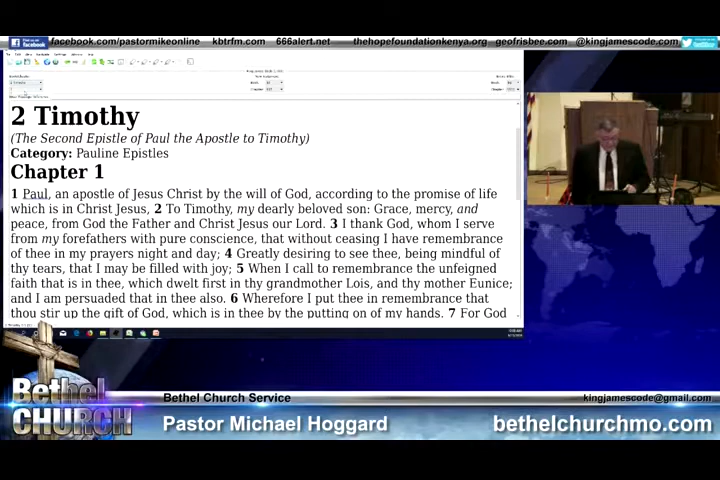 Find us on facebook
facebook.com/pastormikeonline kbtrfm.com 666alert.net thehopefoundationkenya.org geofrisbee.com @kingjamescode
2 Timothy
(The Second Epistle of Paul the Apostle to Timothy)
Category: Pauline Epistles
Chapter 1
1 Paul, an apostle of Jesus Christ by the will of God, according to the promise of life
which is in Christ Jesus, 2 To Timothy, my dearly beloved son: Grace, mercy, and
peace, from God the Father and Christ Jesus our Lord. 3 I thank God, whom I serve
from my forefathers with pure conscience, that without ceasing I have remembrance
of thee in my prayers night and day; 4 Greatly desiring to see thee, being mindful of
thy tears, that I may be filled with joy; 5 When I call to remembrance the unfeigned
faith that is in thee, which dwelt first in thy grandmother Lois, and thy mother Eunice;
and I am persuaded that in thee also. 6 Wherefore I put thee in remembrance that
thou stir up the gift of God, which is in thee by the putting on of my hands. 7 For God
Bethel
CHURCH
Bethel Church Service
kingjamescode@gmail.com
Pastor Michael Hoggard
bethelchurchmo.com